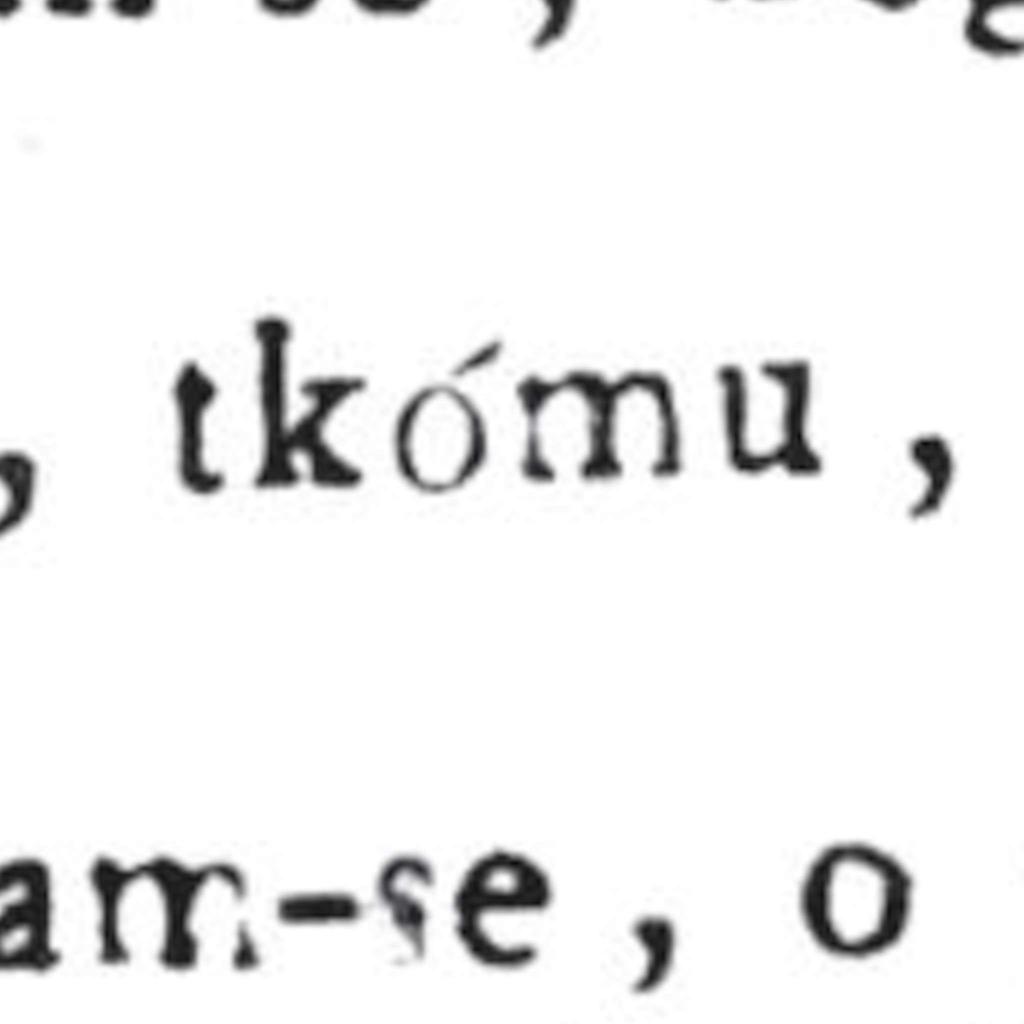 , tkómu,
am-se, o